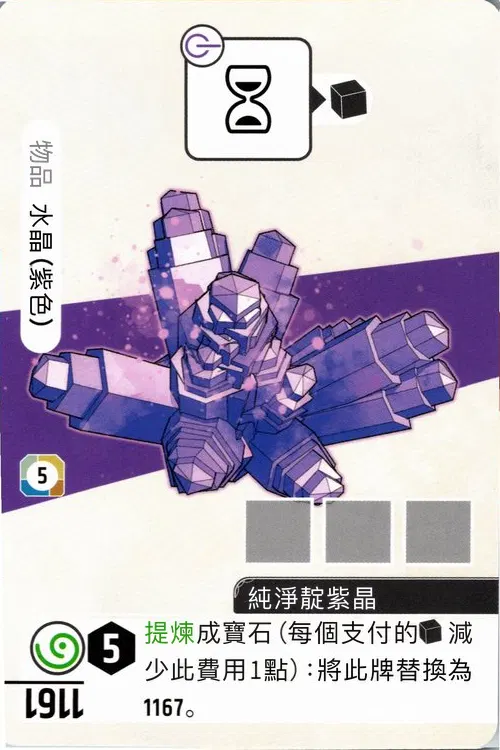 物品 水晶(紫色)
5
純淨靛紫晶
5
提煉成寶石(每個支付的減
少此費用1點):將此牌替換為
1167。
1161